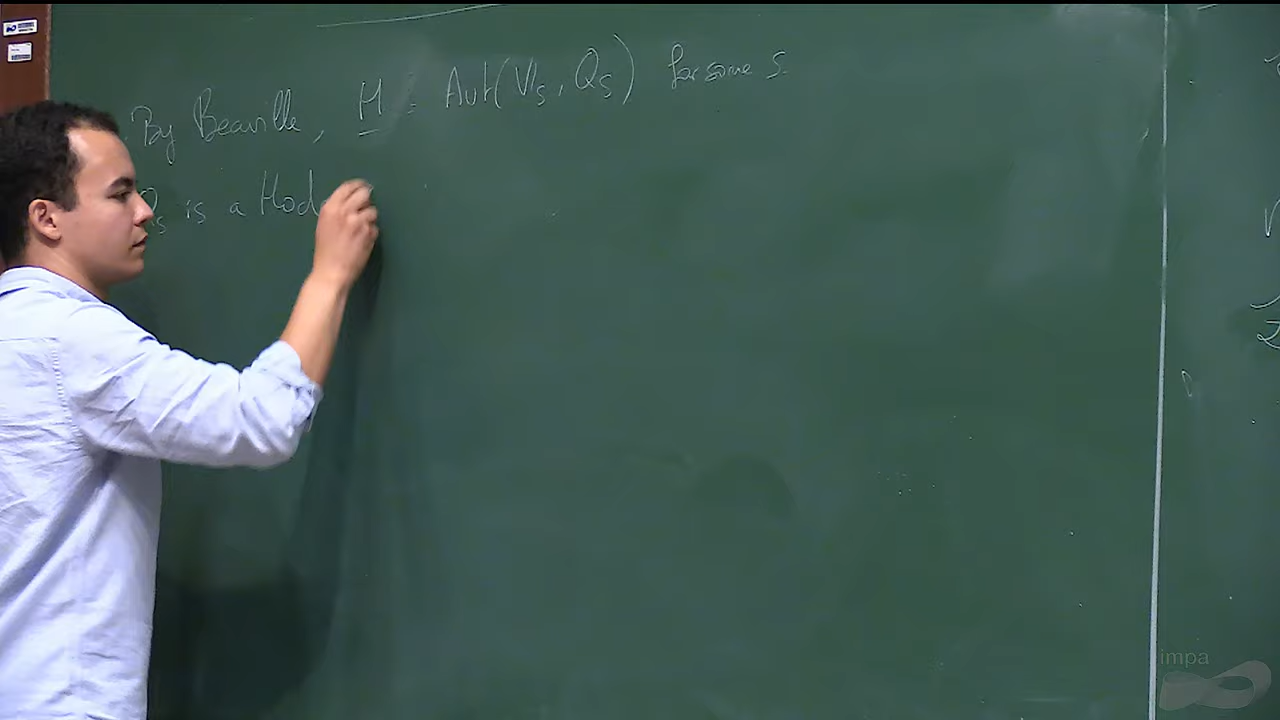 By Beauville, H = Aut(V_s, Q_s) for some s.
Q_s is a Hod
impa